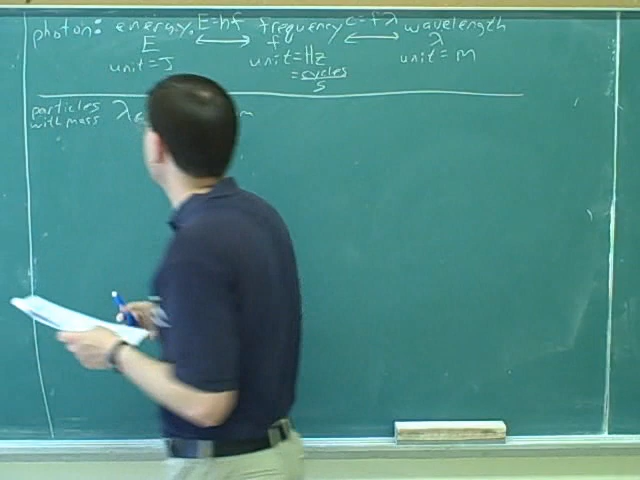 photon: energy E=hf frequency c=fλ wavelength
E ⟷ f ⟷ λ
unit=J unit=Hz unit=m
=cycles/s
particles
with mass λ m